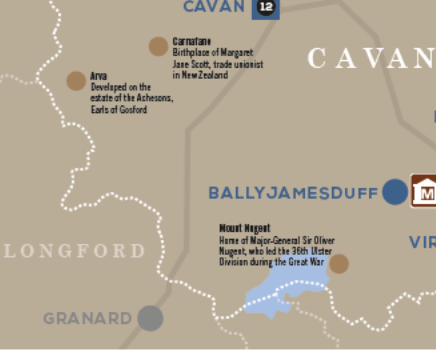 CAVAN
12
Carnafane
Birthplace of Margaret
Jane Scott, trade unionist
in New Zealand
CAVAN
Arva
Developed on the
estate of the Achesons,
Earls of Gosford
BALLYJAMESDUFF
M
Mount Nugent
Home of Major-General Sir Oliver
Nugent, who led the 36th Ulster
Division during the Great War
VIR
LONGFORD
GRANARD